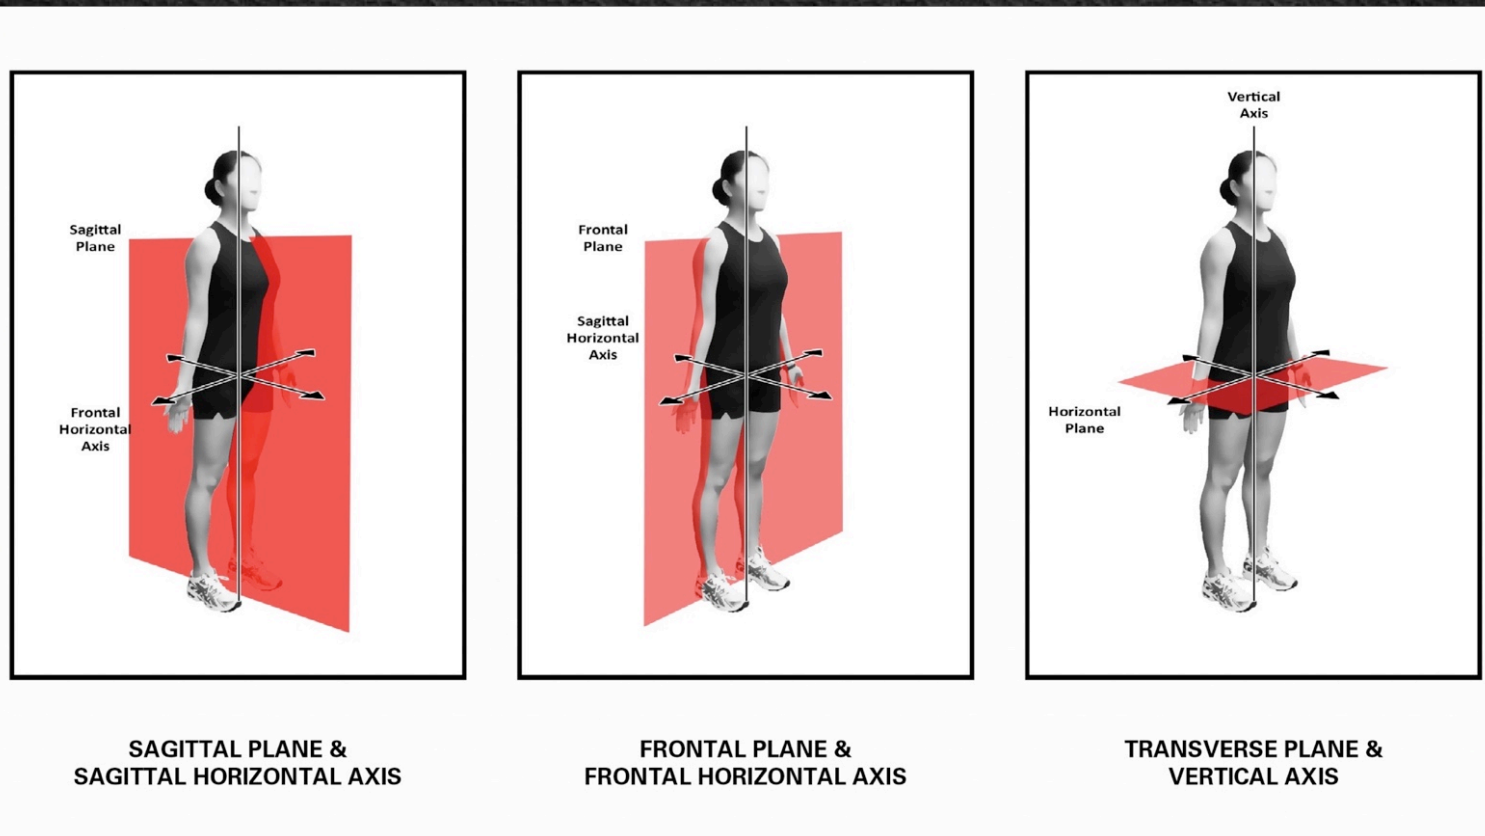 Sagittal
Plane
Frontal
Horizontal
Axis
SAGITTAL PLANE &
SAGITTAL HORIZONTAL AXIS
Frontal
Plane
Sagittal
Horizontal
Axis
FRONTAL PLANE &
FRONTAL HORIZONTAL AXIS
Vertical
Axis
Horizontal
Plane
TRANSVERSE PLANE &
VERTICAL AXIS